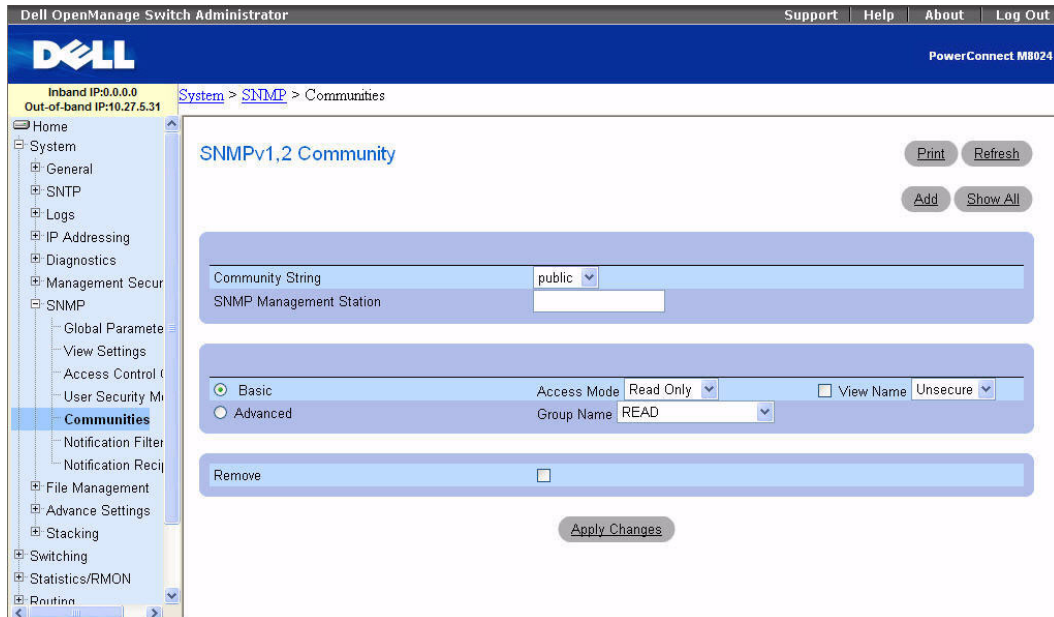 Dell OpenManage Switch Administrator Support Help About Log Out
DELL
PowerConnect M8024
Inband IP:0.0.0.0
Out-of-band IP:10.27.5.31
System > SNMP > Communities
Home
System
General
SNTP
Logs
IP Addressing
Diagnostics
Management Secur
SNMP
Global Paramete
View Settings
Access Control
User Security M
Communities
Notification Filter
Notification Recip
File Management
Advance Settings
Stacking
Switching
Statistics/RMON
Routing
SNMPv1,2 Community
Print Refresh
Add Show All
Community String public
SNMP Management Station
Basic Access Mode Read Only View Name Unsecure
Advanced Group Name READ
Remove
Apply Changes